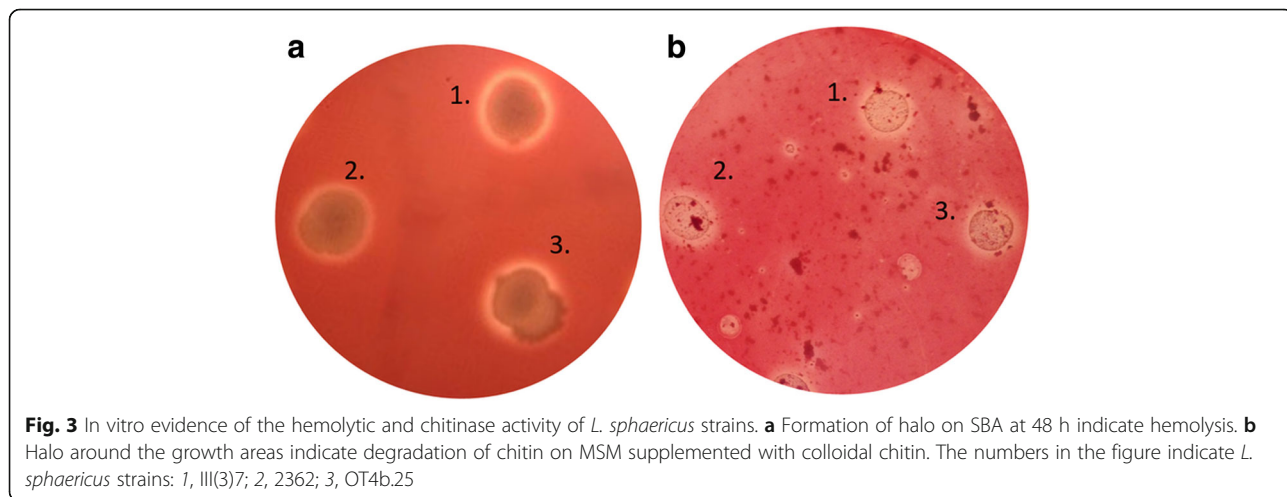 a
b
1.
2.
3.
1.
2.
3.
Fig. 3 In vitro evidence of the hemolytic and chitinase activity of L. sphaericus strains. a Formation of halo on SBA at 48 h indicate hemolysis. b
Halo around the growth areas indicate degradation of chitin on MSM supplemented with colloidal chitin. The numbers in the figure indicate L.
sphaericus strains: 1, III(3)7; 2, 2362; 3, OT4b.25